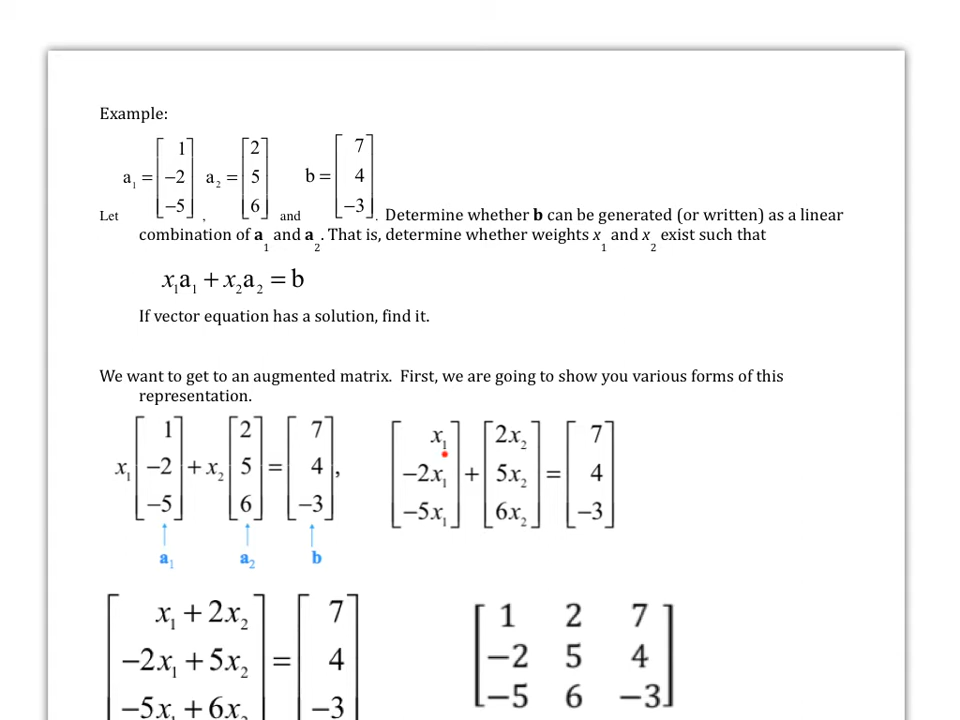 Example:
Let a₁ = [1 −2 −5], a₂ = [2 5 6] and b = [7 4 −3]. Determine whether b can be generated (or written) as a linear
combination of a₁ and a₂. That is, determine whether weights x₁ and x₂ exist such that
x₁a₁ + x₂a₂ = b
If vector equation has a solution, find it.
We want to get to an augmented matrix. First, we are going to show you various forms of this
representation.
x₁ [1 −2 −5] + x₂ [2 5 6] = [7 4 −3], [x₁ −2x₁ −5x₁] + [2x₂ 5x₂ 6x₂] = [7 4 −3]
a₁ a₂ b
x₁ + 2x₂ = 7 1 2 7
−2x₁ + 5x₂ = 4 −2 5 4
−5x₁ + 6x₂ −3 −5 6 −3